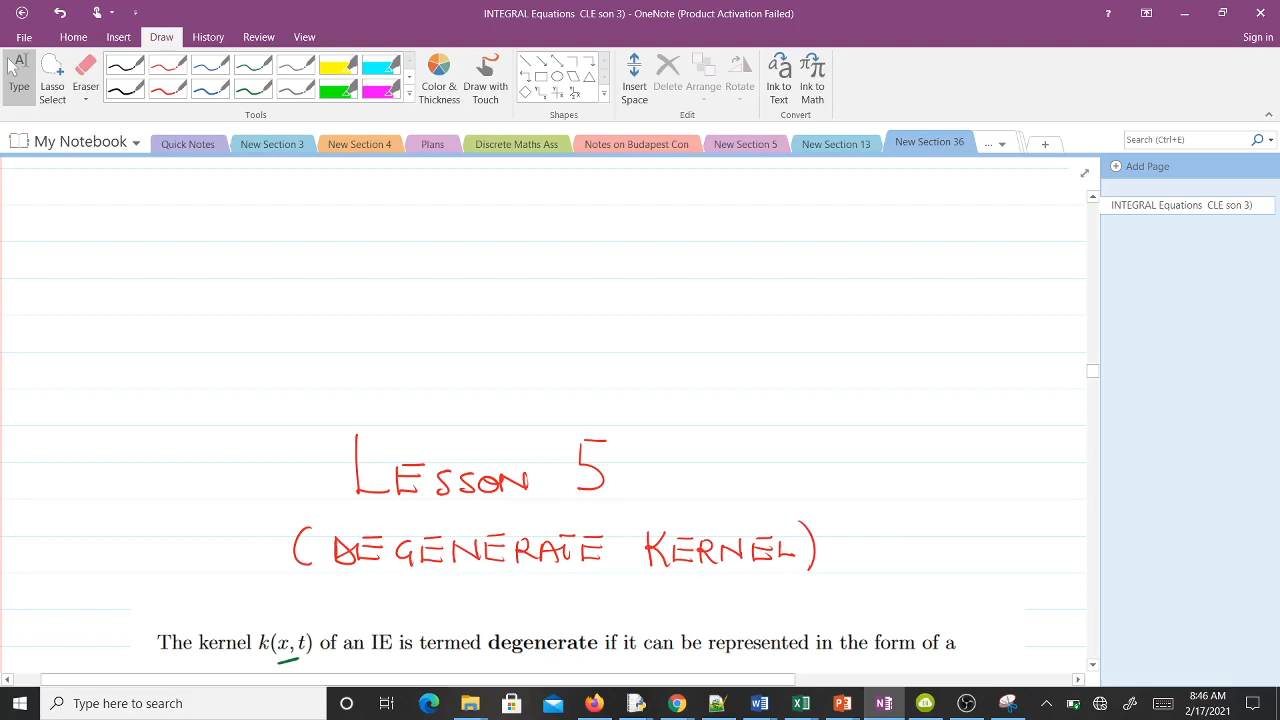 INTEGRAL Equations CLE son 3) - OneNote (Product Activation Failed)
?
File Home Insert Draw History Review View Sign in
Type
Lasso Select
Eraser
Color & Thickness
Draw with Touch
Insert Space
Delete
Arrange
Rotate
Ink to Text
Ink to Math
Tools Shapes Edit Convert
My Notebook Quick Notes New Section 3 New Section 4 Plans Discrete Maths Ass Notes on Budapest Con New Section 5 New Section 13 New Section 36 ... + Search (Ctrl+E)
Add Page
INTEGRAL Equations CLE son 3)
LESSON 5
(DEGENERATE KERNEL)
The kernel k(x, t) of an IE is termed degenerate if it can be represented in the form of a
Type here to search
8:46 AM
2/17/2021